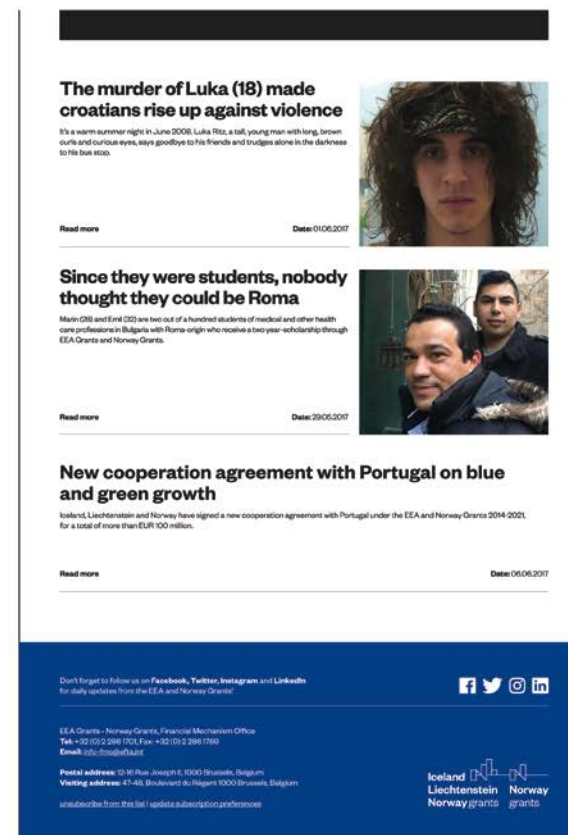 The murder of Luka (18) made
croatians rise up against violence
It's a warm summer night in June 2008. Luka Ritz, a tall, young man with long, brown
curls and curious eyes, says goodbye to his friends and trudges alone in the darkness
to his bus stop.
Read more
Date: 01.06.2017
Since they were students, nobody
thought they could be Roma
Marin (28) and Emil (32) are two out of a hundred students of medical and other health
care professions in Bulgaria with Roma-origin who receive a two year-scholarship through
EEA Grants and Norway Grants.
Read more
Date: 29.05.2017
New cooperation agreement with Portugal on blue
and green growth
Iceland, Liechtenstein and Norway have signed a new cooperation agreement with Portugal under the EEA and Norway Grants 2014-2021,
for a total of more than EUR 100 million.
Read more
Date: 06.06.2017
Don't forget to follow us on Facebook, Twitter, Instagram and LinkedIn
for daily updates from the EEA and Norway Grants!
EEA Grants - Norway Grants, Financial Mechanism Office
Tel: +32 (0) 2 286 1701, Fax: +32 (0) 2 286 1789
Email: info-fmo@efta.int
Postal address: 12-16 Rue Joseph II, 1000 Brussels, Belgium
Visiting address: 47-48, Boulevard du Régent 1000 Brussels, Belgium
unsubscribe from this list | update subscription preferences
Iceland
Liechtenstein Norway
Norway grants grants